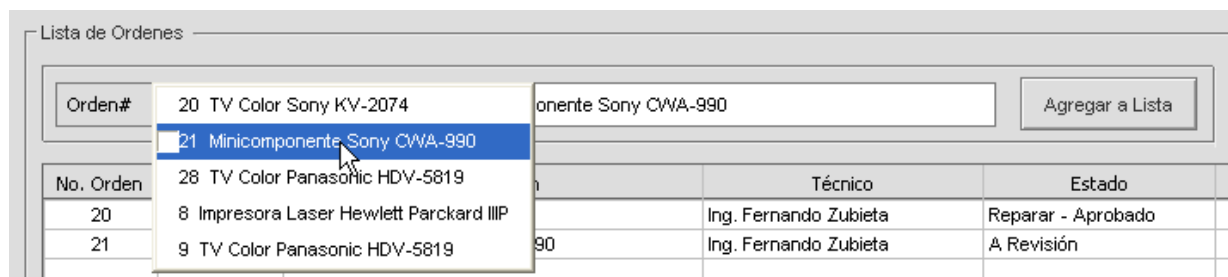 Lista de Ordenes
Orden#
onente Sony CWA-990
Agregar a Lista
20 TV Color Sony KV-2074
21 Minicomponente Sony CWA-990
28 TV Color Panasonic HDV-5819
8 Impresora Laser Hewlett Parckard IIIP
9 TV Color Panasonic HDV-5819
No. Orden Técnico Estado
20 Ing. Fernando Zubieta Reparar - Aprobado
21 90 Ing. Fernando Zubieta A Revisión